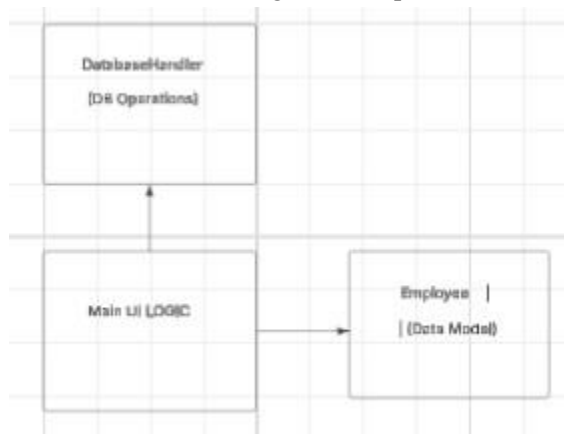 DatabaseHandler
(DB Operations)
Main UI LOGIC
Employee |
| (Data Model)